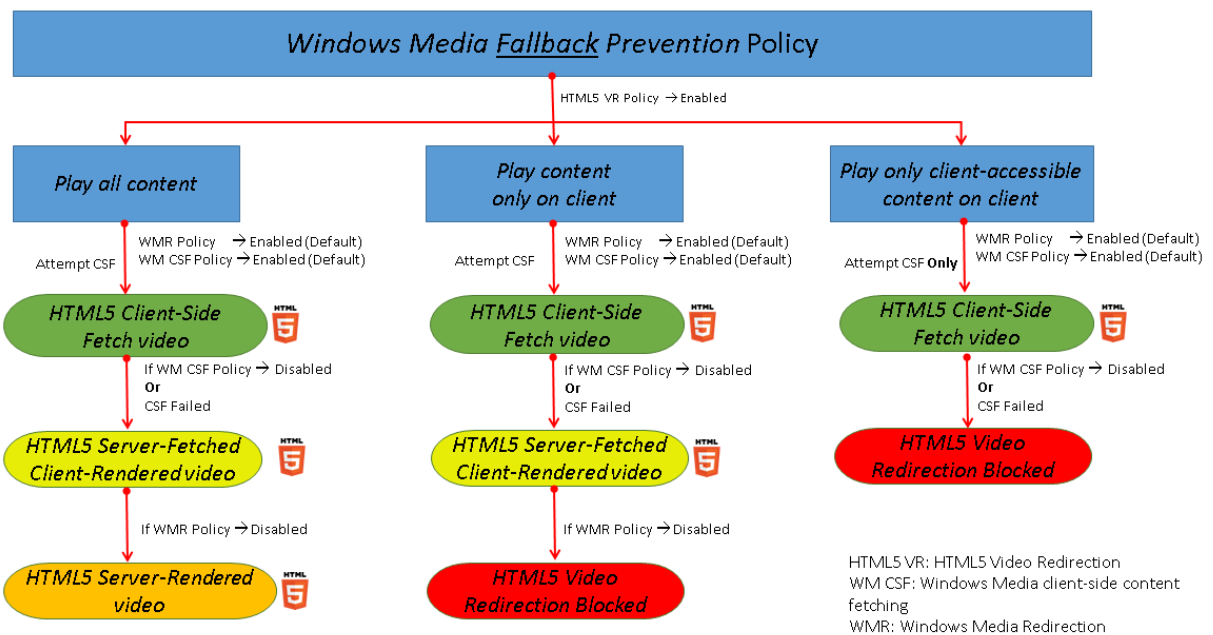 Windows Media Fallback Prevention Policy
HTML5 VR Policy → Enabled
Play all content
WMR Policy → Enabled (Default)
WM CSF Policy → Enabled (Default)
Attempt CSF
HTML5 Client-Side
Fetch video
HTML
5
If WM CSF Policy → Disabled
Or
CSF Failed
HTML5 Server-Fetched
Client-Rendered video
HTML
5
If WMR Policy → Disabled
HTML5 Server-Rendered
video
HTML
5
Play content
only on client
WMR Policy → Enabled (Default)
WM CSF Policy → Enabled (Default)
Attempt CSF
HTML5 Client-Side
Fetch video
HTML
5
If WM CSF Policy → Disabled
Or
CSF Failed
HTML5 Server-Fetched
Client-Rendered video
HTML
5
If WMR Policy → Disabled
HTML5 Video
Redirection Blocked
Play only client-accessible
content on client
WMR Policy → Enabled (Default)
WM CSF Policy → Enabled (Default)
Attempt CSF Only
HTML5 Client-Side
Fetch video
HTML
5
If WM CSF Policy → Disabled
Or
CSF Failed
HTML5 Video
Redirection Blocked
HTML5 VR: HTML5 Video Redirection
WM CSF: Windows Media client-side content
fetching
WMR: Windows Media Redirection